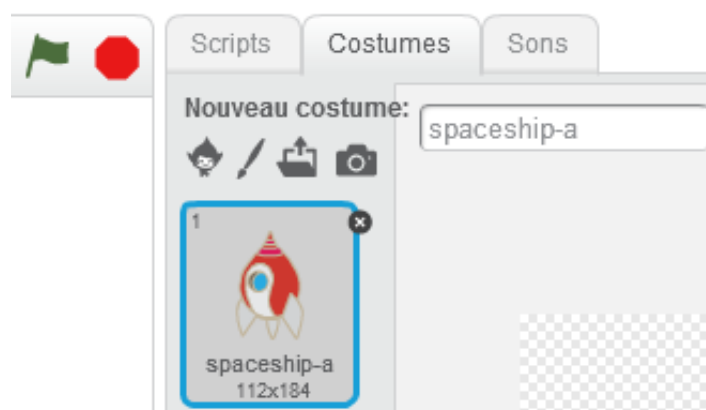 Scripts Costumes Sons
Nouveau costume:
spaceship-a
1
spaceship-a
112x184